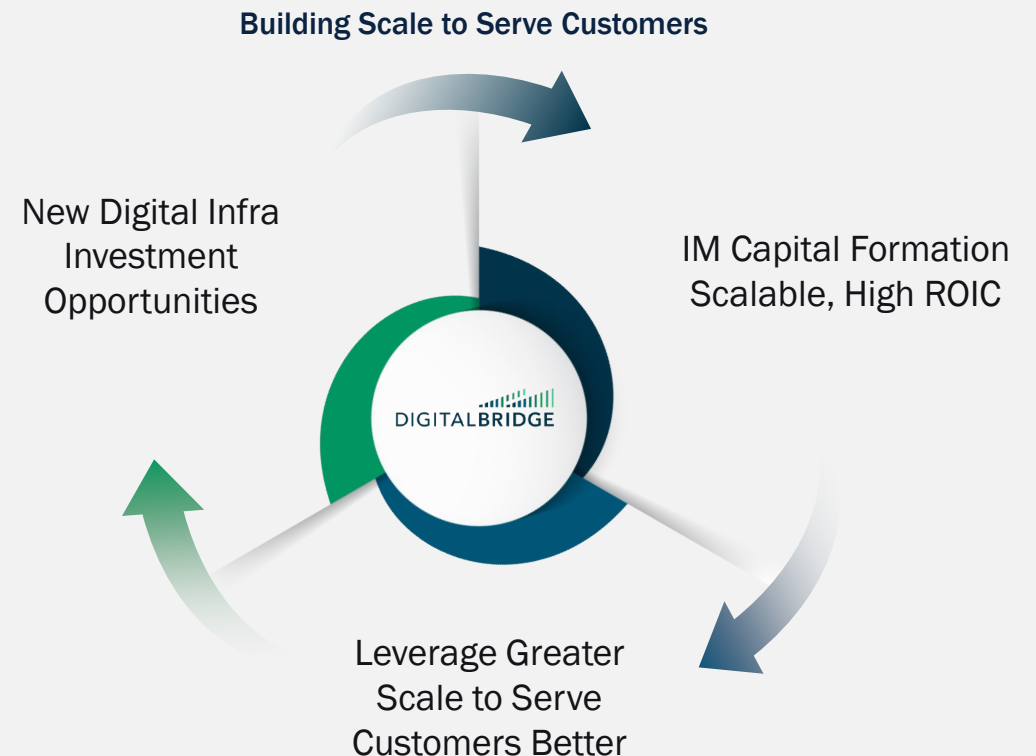 Building Scale to Serve Customers
New Digital Infra
Investment
Opportunities
IM Capital Formation
Scalable, High ROIC
DIGITALBRIDGE
Leverage Greater
Scale to Serve
Customers Better